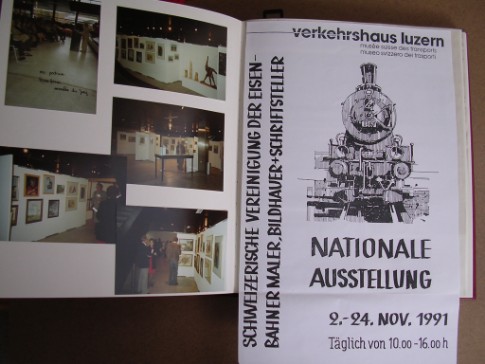 verkehrshaus luzern
musée suisse des transports
museo svizzero dei trasporti
SCHWEIZERISCHE VEREINIGUNG DER EISEN-
BAHNER MALER, BILDHAUER + SCHRIFTSTELLER
NATIONALE
AUSSTELLUNG
2.-24. NOV. 1991
Täglich von 10.00-16.00 h